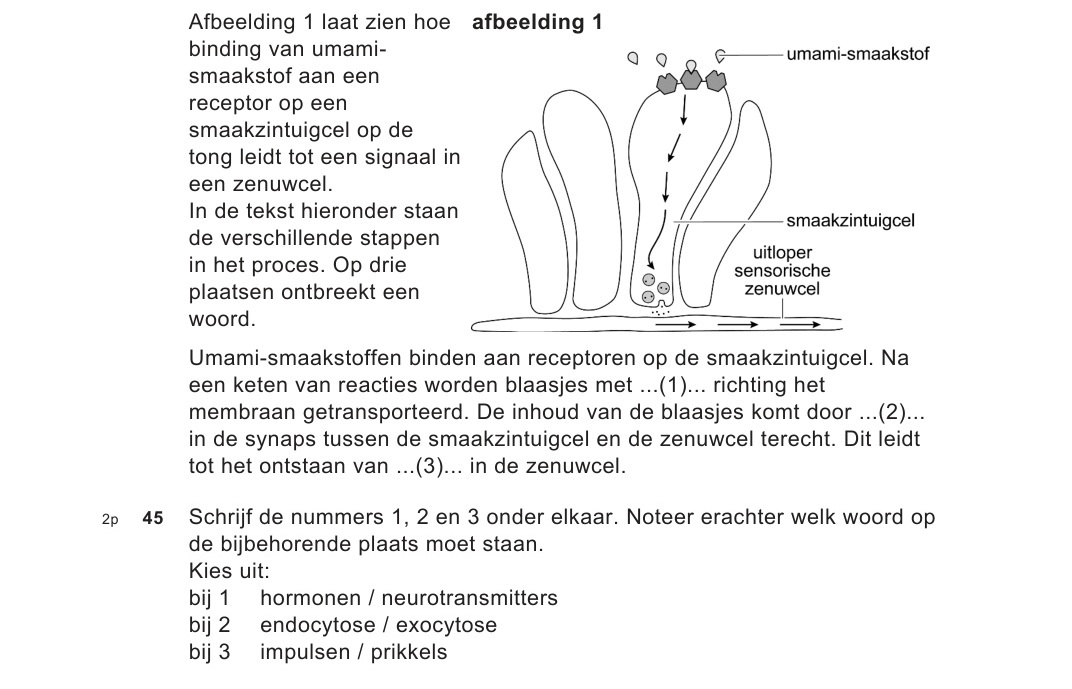 Afbeelding 1 laat zien hoe
binding van umami-
smaakstof aan een
receptor op een
smaakzintuigcel op de
tong leidt tot een signaal in
een zenuwcel.
In de tekst hieronder staan
de verschillende stappen
in het proces. Op drie
plaatsen ontbreekt een
woord.
afbeelding 1
umami-smaakstof
smaakzintuigcel
uitloper
sensorische
zenuwcel
Umami-smaakstoffen binden aan receptoren op de smaakzintuigcel. Na
een keten van reacties worden blaasjes met ...(1)... richting het
membraan getransporteerd. De inhoud van de blaasjes komt door ...(2)...
in de synaps tussen de smaakzintuigcel en de zenuwcel terecht. Dit leidt
tot het ontstaan van ...(3)... in de zenuwcel.
2p 45 Schrijf de nummers 1, 2 en 3 onder elkaar. Noteer erachter welk woord op
de bijbehorende plaats moet staan.
Kies uit:
bij 1 hormonen / neurotransmitters
bij 2 endocytose / exocytose
bij 3 impulsen / prikkels